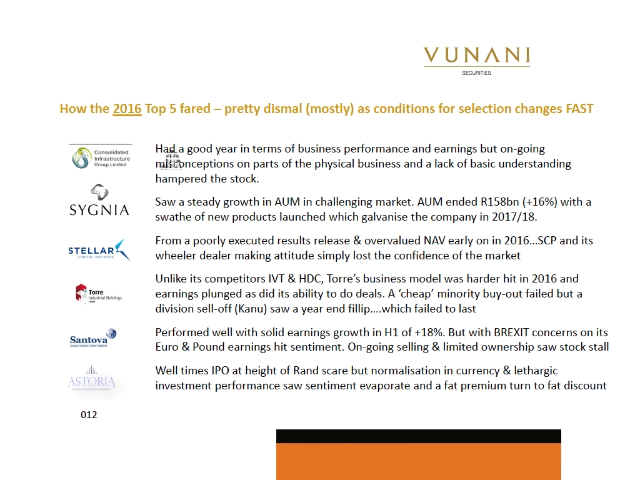 VUNANI
SECURITIES
How the 2016 Top 5 fared – pretty dismal (mostly) as conditions for selection changes FAST
Consolidated
Infrastructure
Group Limited
Had a good year in terms of business performance and earnings but on-going
misconceptions on parts of the physical business and a lack of basic understanding
hampered the stock.
SYGNIA
Saw a steady growth in AUM in challenging market. AUM ended R158bn (+16%) with a
swathe of new products launched which galvanise the company in 2017/18.
STELLAR
CAPITAL PARTNERS
From a poorly executed results release & overvalued NAV early on in 2016...SCP and its
wheeler dealer making attitude simply lost the confidence of the market
Torre
Industrial Holdings
Unlike its competitors IVT & HDC, Torre's business model was harder hit in 2016 and
earnings plunged as did its ability to do deals. A 'cheap' minority buy-out failed but a
division sell-off (Kanu) saw a year end fillip....which failed to last
Santova
Performed well with solid earnings growth in H1 of +18%. But with BREXIT concerns on its
Euro & Pound earnings hit sentiment. On-going selling & limited ownership saw stock stall
ASTORIA
Well times IPO at height of Rand scare but normalisation in currency & lethargic
investment performance saw sentiment evaporate and a fat premium turn to fat discount
012